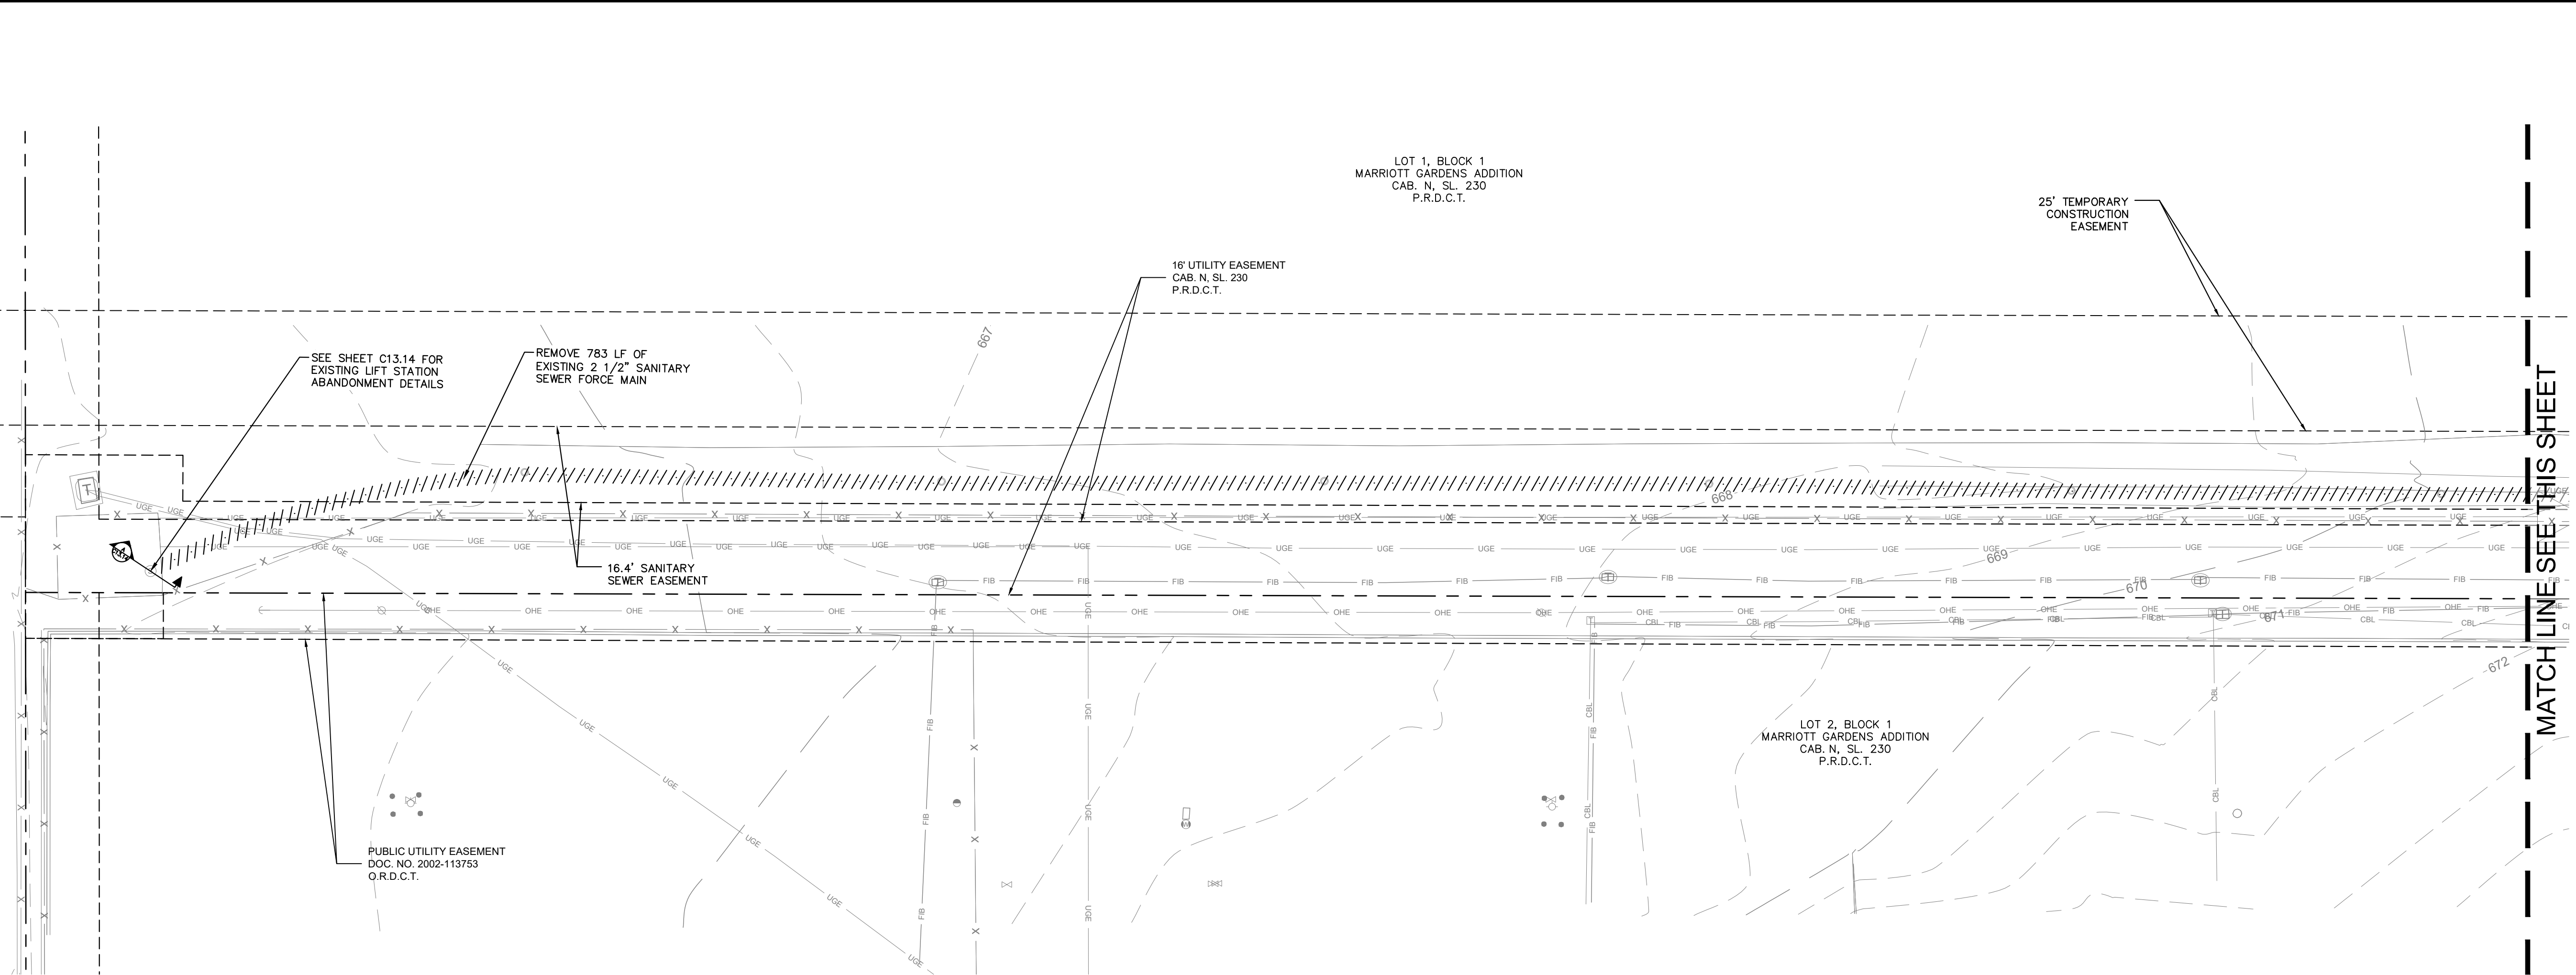 LOT 1, BLOCK 1
MARRIOTT GARDENS ADDITION
CAB. N, SL. 230
P.R.D.C.T.
25' TEMPORARY
CONSTRUCTION
EASEMENT
16' UTILITY EASEMENT
CAB. N, SL. 230
P.R.D.C.T.
SEE SHEET C13.14 FOR
EXISTING LIFT STATION
ABANDONMENT DETAILS
REMOVE 783 LF OF
EXISTING 2 1/2" SANITARY
SEWER FORCE MAIN
667
668
669
670
671
672
16.4' SANITARY
SEWER EASEMENT
T
UGE
FIB
OHE
CBL
X
LOT 2, BLOCK 1
MARRIOTT GARDENS ADDITION
CAB. N, SL. 230
P.R.D.C.T.
PUBLIC UTILITY EASEMENT
DOC. NO. 2002-113753
O.R.D.C.T.
MATCH LINE SEE THIS SHEET